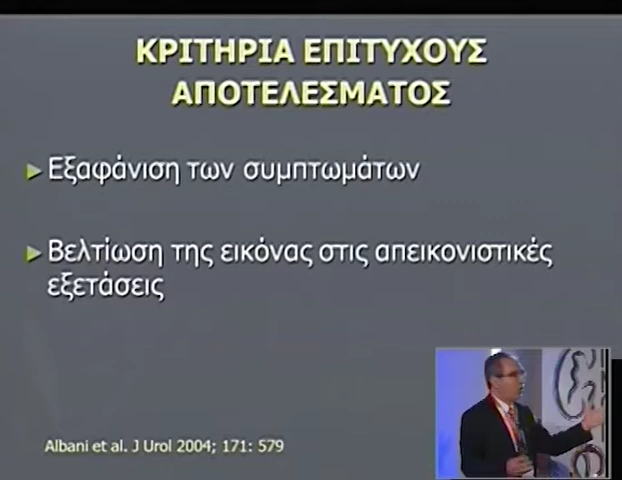 ΚΡΙΤΗΡΙΑ ΕΠΙΤΥΧΟΥΣ
ΑΠΟΤΕΛΕΣΜΑΤΟΣ
Εξαφάνιση των συμπτωμάτων
Βελτίωση της εικόνας στις απεικονιστικές
εξετάσεις
Albani et al. J Urol 2004; 171: 579